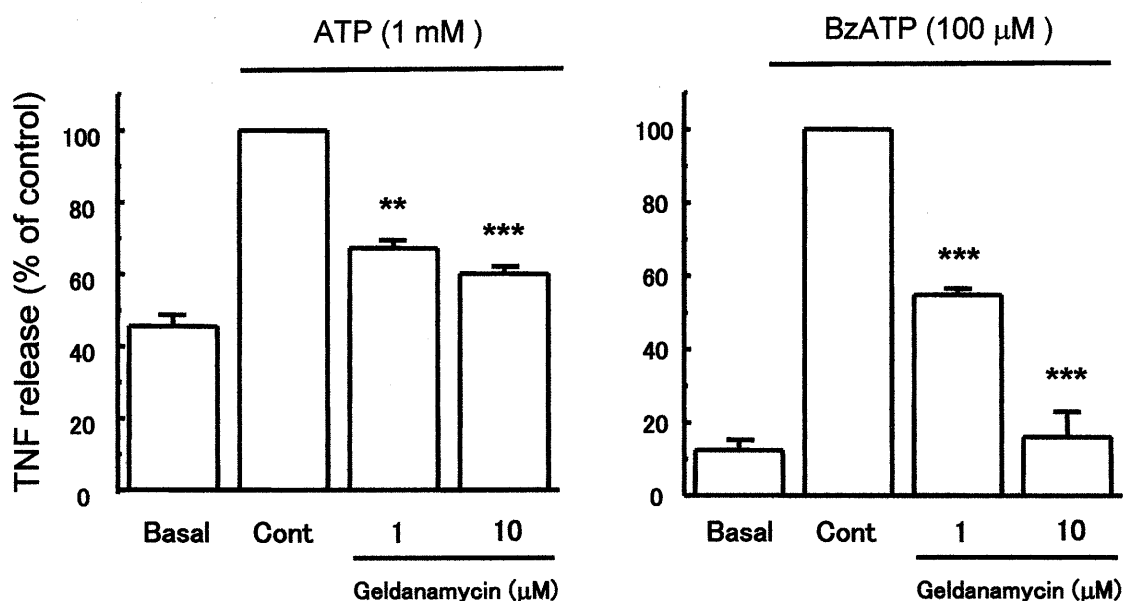 ATP (1 mM )
BzATP (100 μM )
TNF release (% of control)
100
80
60
40
20
0
**
***
Basal
Cont
1
10
Geldanamycin (μM)
100
80
60
40
20
0
***
***
Basal
Cont
1
10
Geldanamycin (μM)